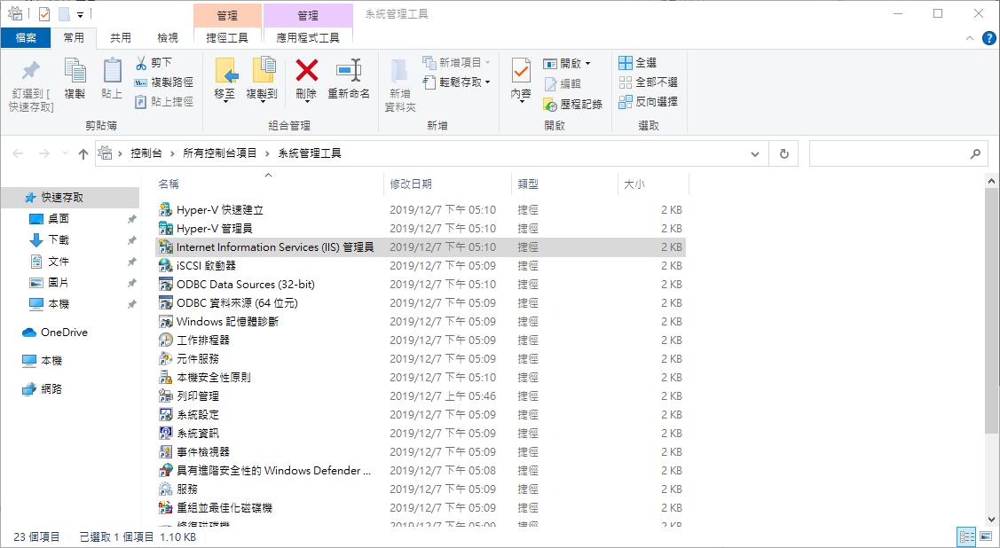 管理 管理 系統管理工具
檔案 常用 共用 檢視 捷徑工具 應用程式工具
釘選到 [快速存取]
複製
貼上
剪下
複製路徑
貼上捷徑
剪貼簿
移至
複製到
刪除
重新命名
組合管理
新增資料夾
新增項目
輕鬆存取
新增
內容
開啟
編輯
歷程記錄
開啟
全選
全部不選
反向選擇
選取
控制台 › 所有控制台項目 › 系統管理工具
快速存取
桌面
下載
文件
圖片
本機
OneDrive
本機
網路
名稱 修改日期 類型 大小
Hyper-V 快速建立 2019/12/7 下午 05:10 捷徑 2 KB
Hyper-V 管理員 2019/12/7 下午 05:10 捷徑 2 KB
Internet Information Services (IIS) 管理員 2019/12/7 下午 05:10 捷徑 2 KB
iSCSI 啟動器 2019/12/7 下午 05:09 捷徑 2 KB
ODBC Data Sources (32-bit) 2019/12/7 下午 05:10 捷徑 2 KB
ODBC 資料來源 (64 位元) 2019/12/7 下午 05:09 捷徑 2 KB
Windows 記憶體診斷 2019/12/7 下午 05:09 捷徑 2 KB
工作排程器 2019/12/7 下午 05:09 捷徑 2 KB
元件服務 2019/12/7 下午 05:09 捷徑 2 KB
本機安全性原則 2019/12/7 下午 05:10 捷徑 2 KB
列印管理 2019/12/7 上午 05:46 捷徑 2 KB
系統設定 2019/12/7 下午 05:09 捷徑 2 KB
系統資訊 2019/12/7 下午 05:09 捷徑 2 KB
事件檢視器 2019/12/7 下午 05:09 捷徑 2 KB
具有進階安全性的 Windows Defender ... 2019/12/7 下午 05:08 捷徑 2 KB
服務 2019/12/7 下午 05:09 捷徑 2 KB
重組並最佳化磁碟機 2019/12/7 下午 05:09 捷徑 2 KB
修復磁碟機 2019/12/7 下午 05:09 捷徑 2 KB
23 個項目 已選取 1 個項目 1.10 KB